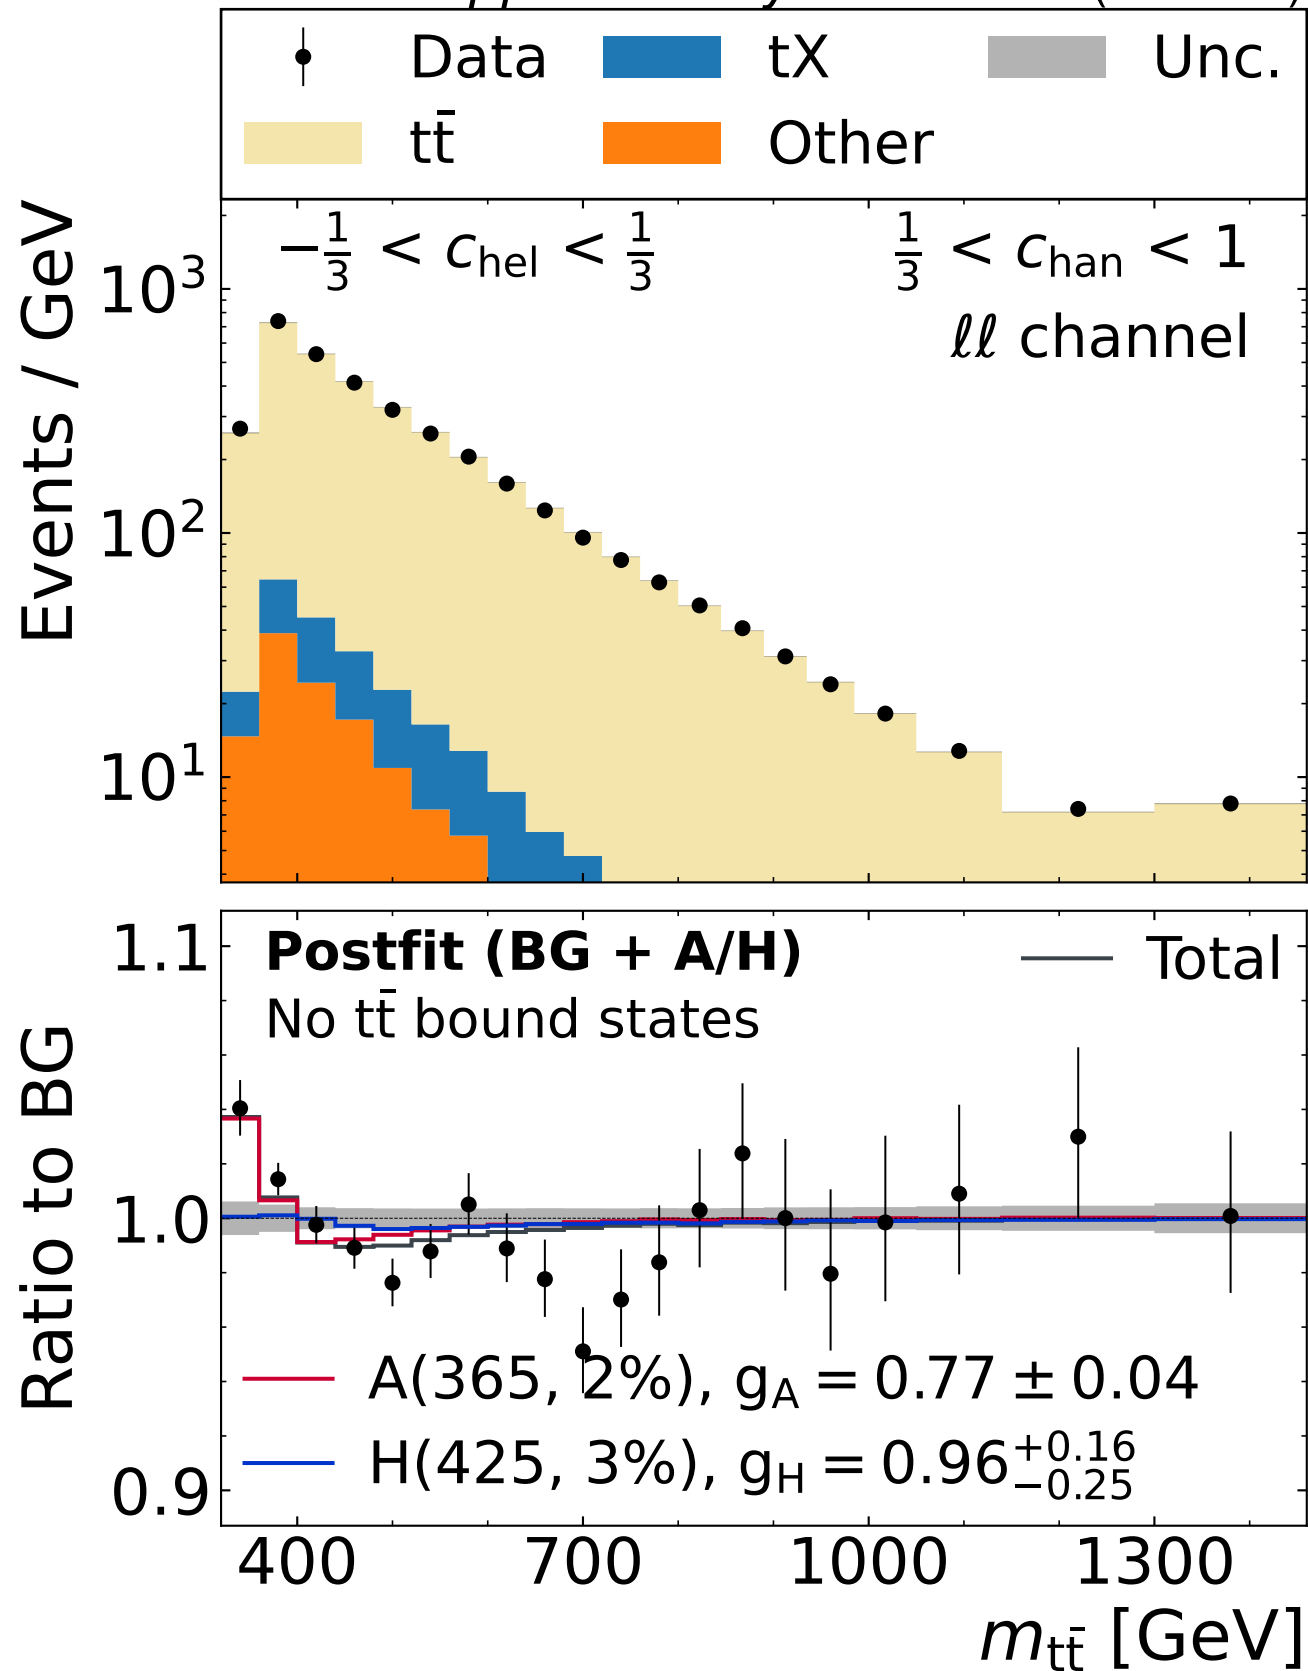 Data tX Unc.
tt̄ Other
−1/3 < c_hel < 1/3 1/3 < c_han < 1
ℓℓ channel
Events / GeV
10³
10²
10¹
Postfit (BG + A/H) Total
No tt̄ bound states
Ratio to BG
1.1
1.0
0.9
A(365, 2%), g_A = 0.77 ± 0.04
H(425, 3%), g_H = 0.96 +0.16 −0.25
400 700 1000 1300
m_tt̄ [GeV]